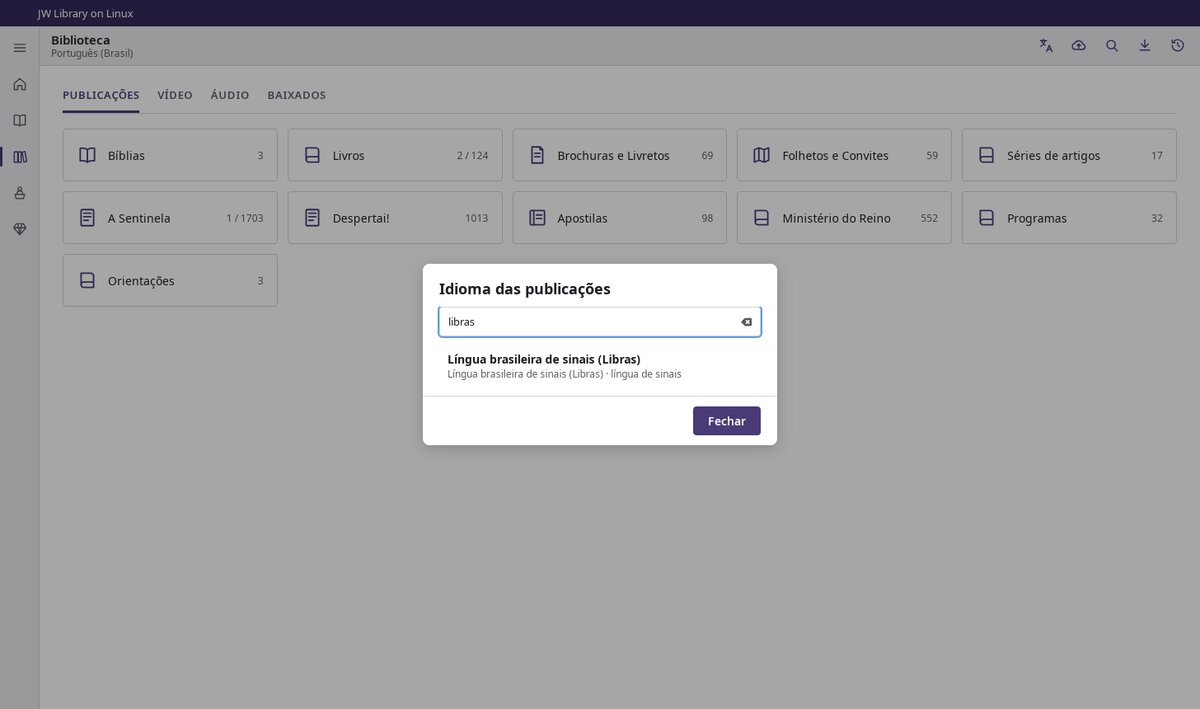 JW Library on Linux
Biblioteca
Português (Brasil)
PUBLICAÇÕES VÍDEO ÁUDIO BAIXADOS
Bíblias 3
Livros 2 / 124
Brochuras e Livretos 69
Folhetos e Convites 59
Séries de artigos 17
A Sentinela 1 / 1703
Despertai! 1013
Apostilas 98
Ministério do Reino 552
Programas 32
Orientações 3
Idioma das publicações
libras
Língua brasileira de sinais (Libras)
Língua brasileira de sinais (Libras) · língua de sinais
Fechar